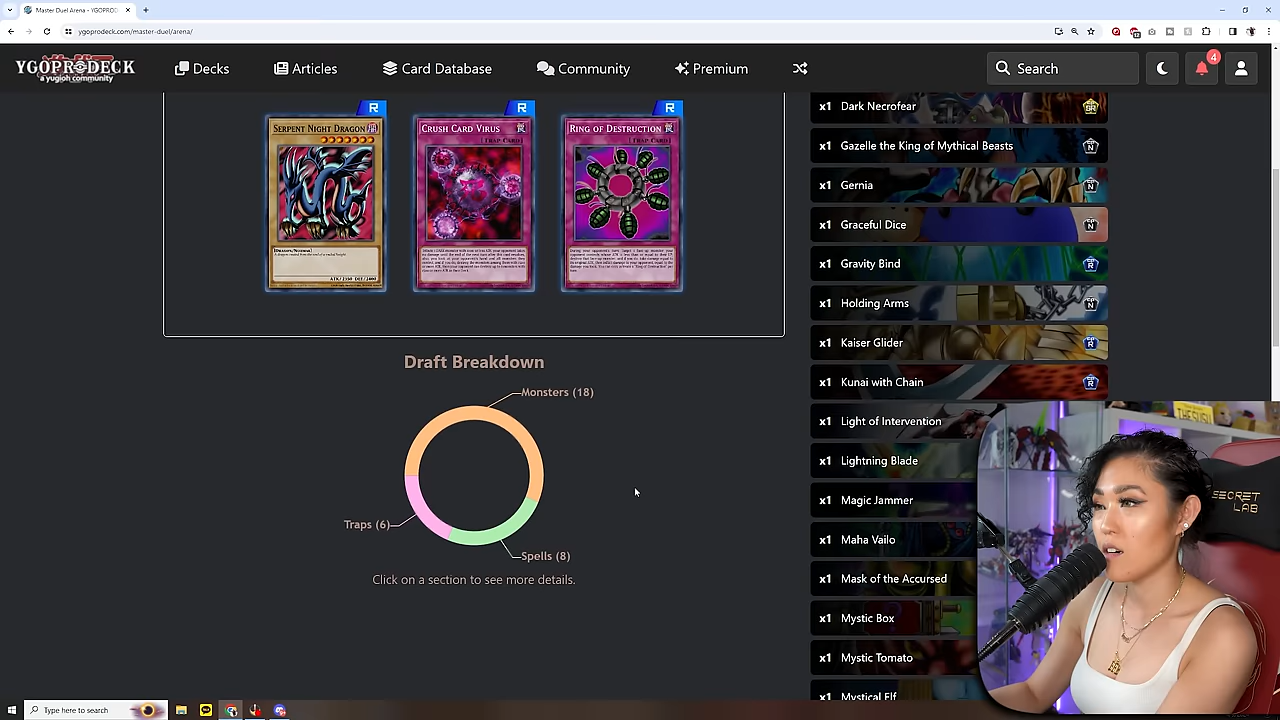 Master Duel Arena - YGOPROD
ygoprodeck.com/master-duel/arena/
YGOPRODECK
a yugioh community
Decks
Articles
Card Database
Community
Premium
Search
4
R
R
R
SERPENT NIGHT DRAGON
CRUSH CARD VIRUS
[TRAP CARD]
RING OF DESTRUCTION
[TRAP CARD]
Draft Breakdown
Monsters (18)
Traps (6)
Spells (8)
Click on a section to see more details.
x1 Dark Necrofear
x1 Gazelle the King of Mythical Beasts
x1 Gernia
x1 Graceful Dice
x1 Gravity Bind
x1 Holding Arms
x1 Kaiser Glider
x1 Kunai with Chain
x1 Light of Intervention
x1 Lightning Blade
x1 Magic Jammer
x1 Maha Vailo
x1 Mask of the Accursed
x1 Mystic Box
x1 Mystic Tomato
x1 Mystical Elf
SECRET
LAB
Type here to search